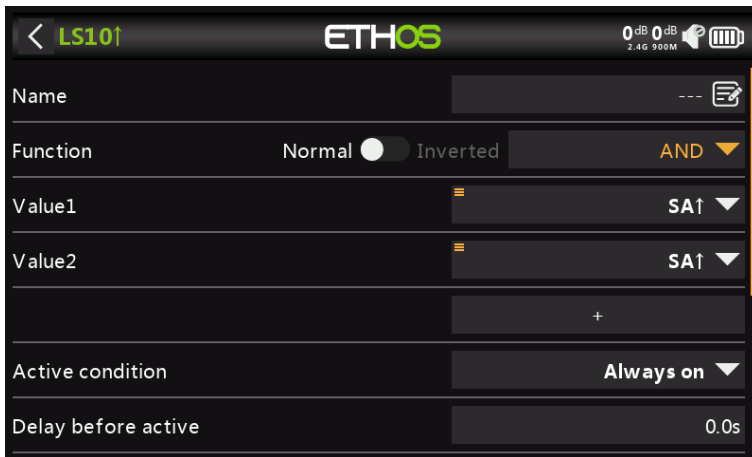 LS10↑ ETHOS 0dB 0dB
2.4G 900M
Name ---
Function Normal Inverted AND
Value1 SA↑
Value2 SA↑
+
Active condition Always on
Delay before active 0.0s